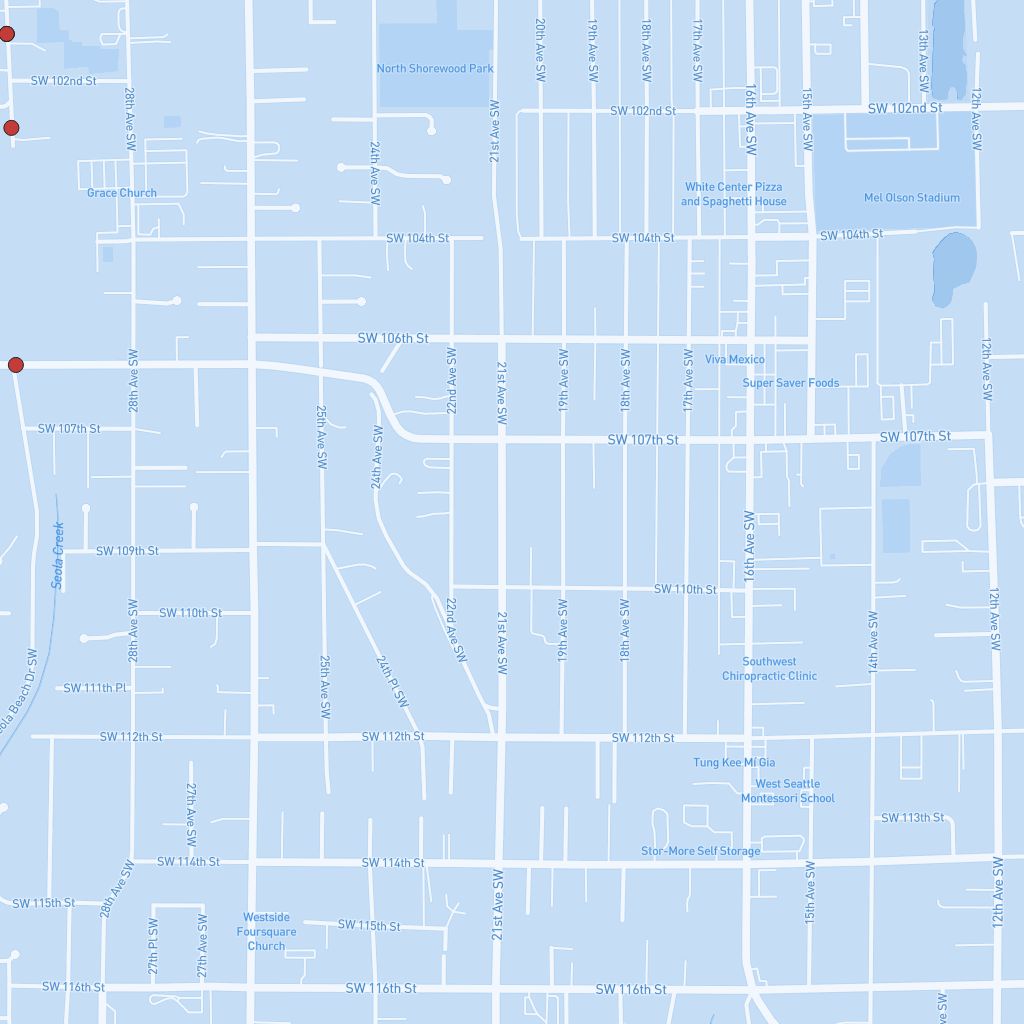 20th Ave SW
19th Ave SW
18th Ave SW
17th Ave SW
13th Ave SW
North Shorewood Park
SW 102nd St
28th Ave SW
21st Ave SW
16th Ave SW
15th Ave SW
SW 102nd St
SW 102nd St
12th Ave SW
24th Ave SW
Grace Church
White Center Pizza
and Spaghetti House
Mel Olson Stadium
SW 104th St
SW 104th St
SW 104th St
SW 106th St
28th Ave SW
22nd Ave SW
21st Ave SW
19th Ave SW
18th Ave SW
17th Ave SW
Viva Mexico
Super Saver Foods
12th Ave SW
SW 107th St
25th Ave SW
24th Ave SW
SW 107th St
SW 107th St
Seola Creek
SW 109th St
16th Ave SW
SW 110th St
SW 110th St
28th Ave SW
22nd Ave SW
21st Ave SW
19th Ave SW
18th Ave SW
14th Ave SW
12th Ave SW
25th Ave SW
24th Pl SW
Southwest
Chiropractic Clinic
eola Beach Dr SW
SW 111th Pl
SW 112th St
SW 112th St
SW 112th St
Tung Kee Mì Gia
West Seattle
Montessori School
27th Ave SW
SW 113th St
SW 114th St
SW 114th St
Stor-More Self Storage
28th Ave SW
SW 115th St
21st Ave SW
15th Ave SW
12th Ave SW
Westside
Foursquare
Church
SW 115th St
27th Pl SW
27th Ave SW
SW 116th St
SW 116th St
SW 116th St